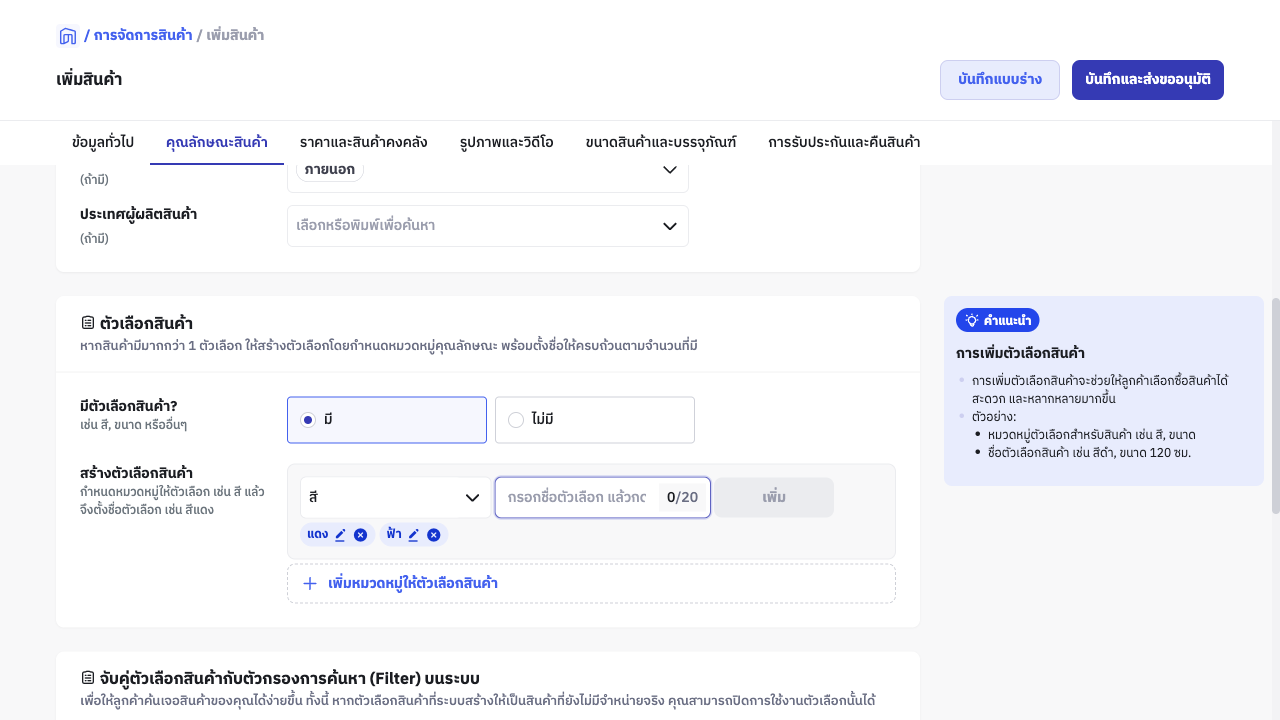 / การจัดการสินค้า / เพิ่มสินค้า
เพิ่มสินค้า
บันทึกแบบร่าง
บันทึกและส่งขออนุมัติ
ข้อมูลทั่วไป คุณลักษณะสินค้า ราคาและสินค้าคงคลัง รูปภาพและวิดีโอ ขนาดสินค้าและบรรจุภัณฑ์ การรับประกันและคืนสินค้า
(ถ้ามี)
ภายนอก
ประเทศผู้ผลิตสินค้า
(ถ้ามี)
เลือกหรือพิมพ์เพื่อค้นหา
ตัวเลือกสินค้า
หากสินค้ามีมากกว่า 1 ตัวเลือก ให้สร้างตัวเลือกโดยกำหนดหมวดหมู่คุณลักษณะ พร้อมตั้งชื่อให้ครบถ้วนตามจำนวนที่มี
มีตัวเลือกสินค้า?
เช่น สี, ขนาด หรืออื่นๆ
มี
ไม่มี
สร้างตัวเลือกสินค้า
กำหนดหมวดหมู่ให้ตัวเลือก เช่น สี แล้ว
จึงตั้งชื่อตัวเลือก เช่น สีแดง
สี
กรอกชื่อตัวเลือก แล้วกด
0/20
เพิ่ม
แดง
ฟ้า
เพิ่มหมวดหมู่ให้ตัวเลือกสินค้า
คำแนะนำ
การเพิ่มตัวเลือกสินค้า
การเพิ่มตัวเลือกสินค้าจะช่วยให้ลูกค้าเลือกซื้อสินค้าได้
สะดวก และหลากหลายมากขึ้น
ตัวอย่าง:
หมวดหมู่ตัวเลือกสำหรับสินค้า เช่น สี, ขนาด
ชื่อตัวเลือกสินค้า เช่น สีดำ, ขนาด 120 ซม.
จับคู่ตัวเลือกสินค้ากับตัวกรองการค้นหา (Filter) บนระบบ
เพื่อให้ลูกค้าค้นเจอสินค้าของคุณได้ง่ายขึ้น ทั้งนี้ หากตัวเลือกสินค้าที่ระบบสร้างให้เป็นสินค้าที่ยังไม่มีจำหน่ายจริง คุณสามารถปิดการใช้งานตัวเลือกนั้นได้